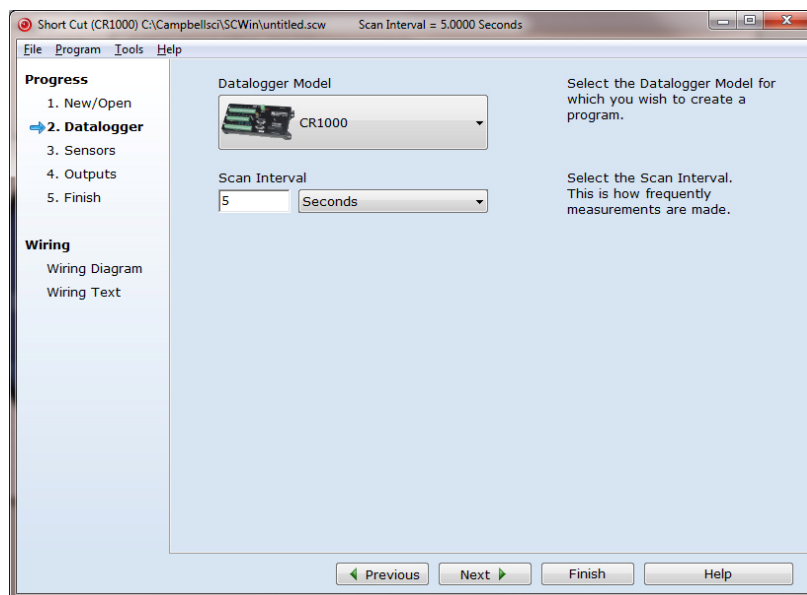 Short Cut (CR1000) C:\Campbellsci\SCWin\untitled.scw Scan Interval = 5.0000 Seconds
File Program Tools Help
Progress
1. New/Open
2. Datalogger
3. Sensors
4. Outputs
5. Finish
Wiring
Wiring Diagram
Wiring Text
Datalogger Model
CR1000
Select the Datalogger Model for
which you wish to create a
program.
Scan Interval
5 Seconds
Select the Scan Interval.
This is how frequently
measurements are made.
Previous Next Finish Help